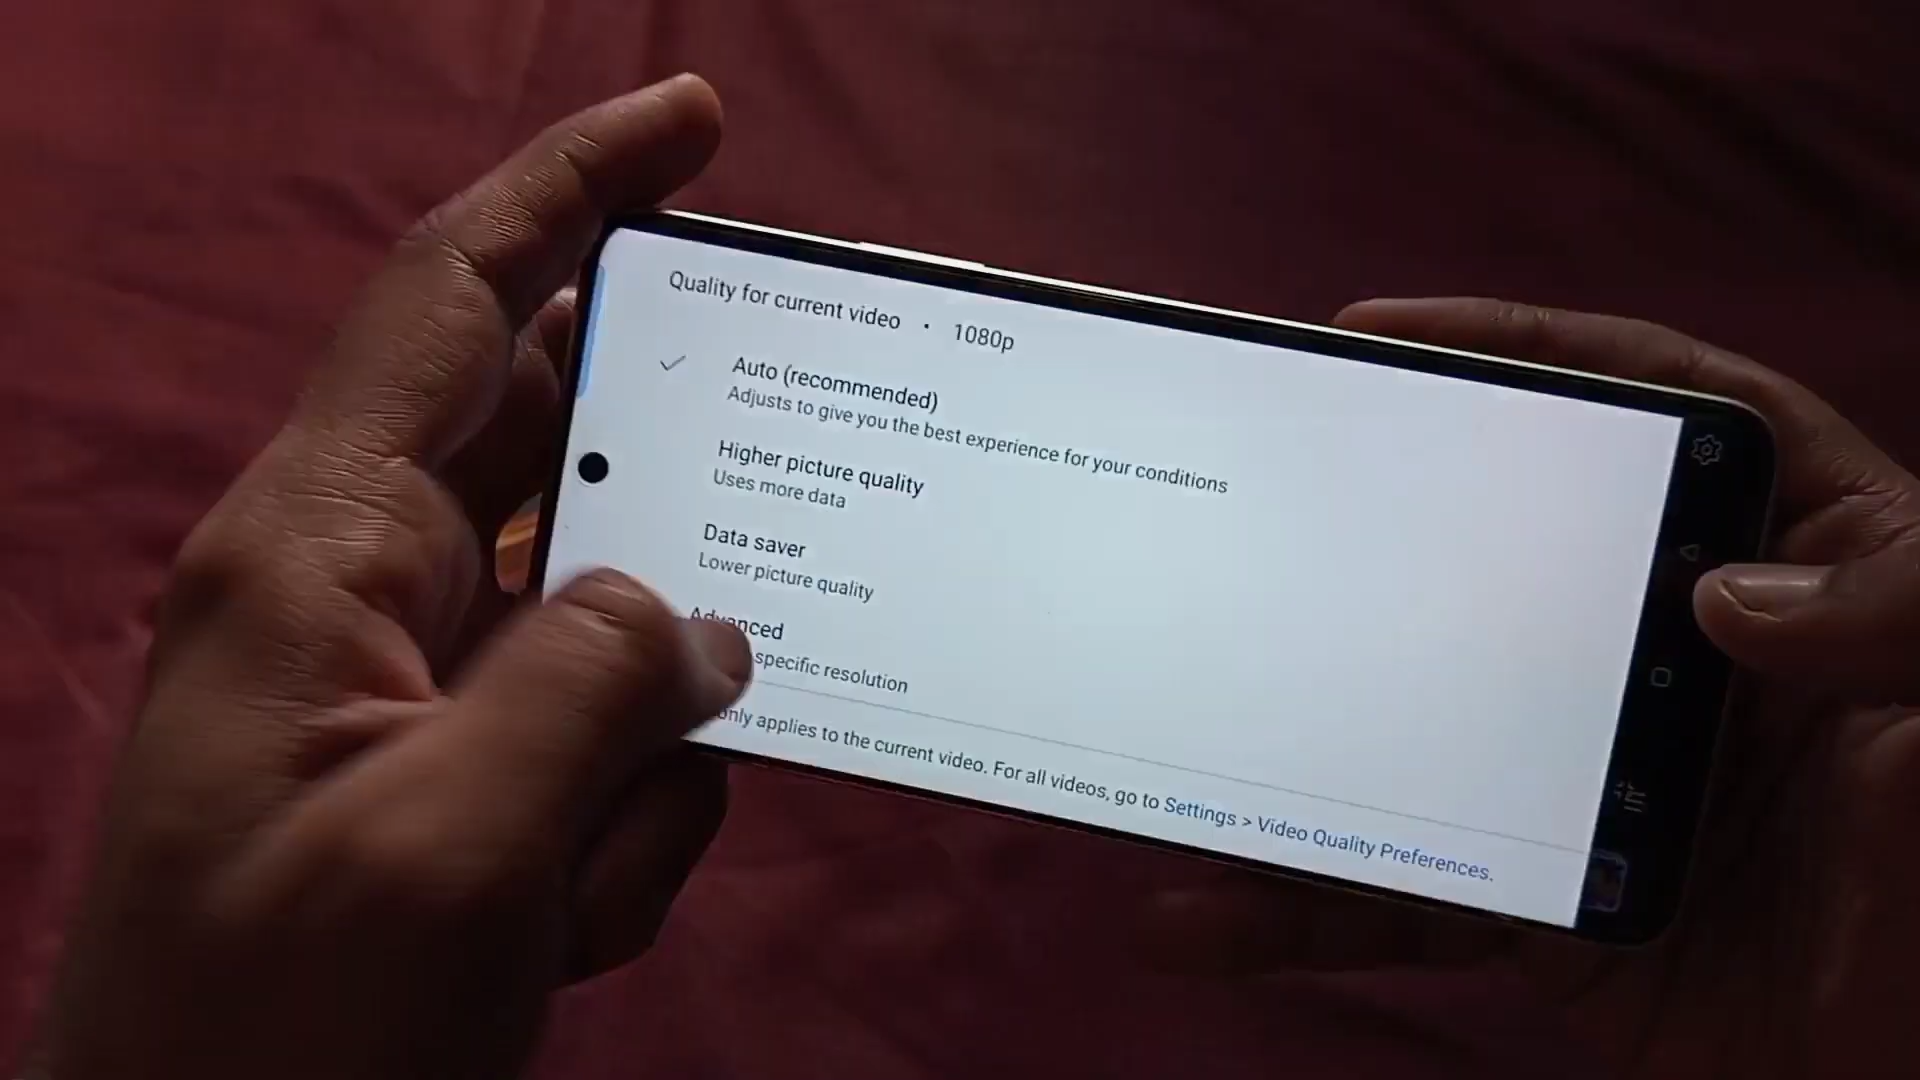 Quality for current video • 1080p
Auto (recommended)
Adjusts to give you the best experience for your conditions
Higher picture quality
Uses more data
Data saver
Lower picture quality
Advanced
specific resolution
only applies to the current video. For all videos, go to Settings > Video Quality Preferences.